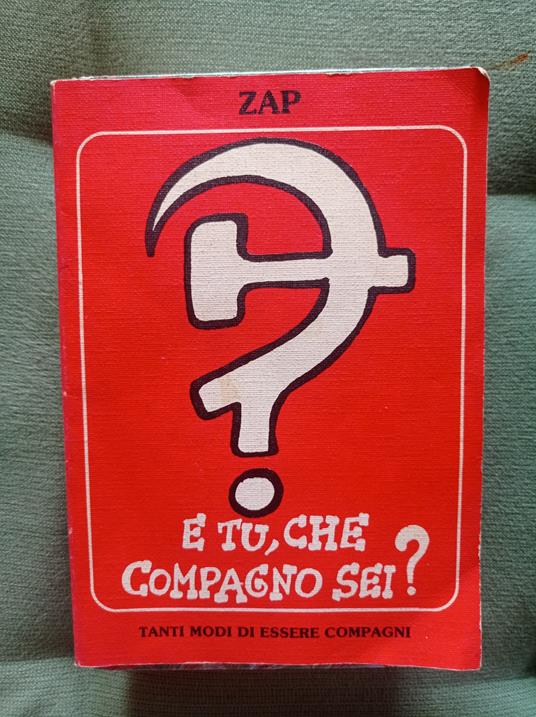 ZAP
E TU, CHE
COMPAGNO SEI?
TANTI MODI DI ESSERE COMPAGNI